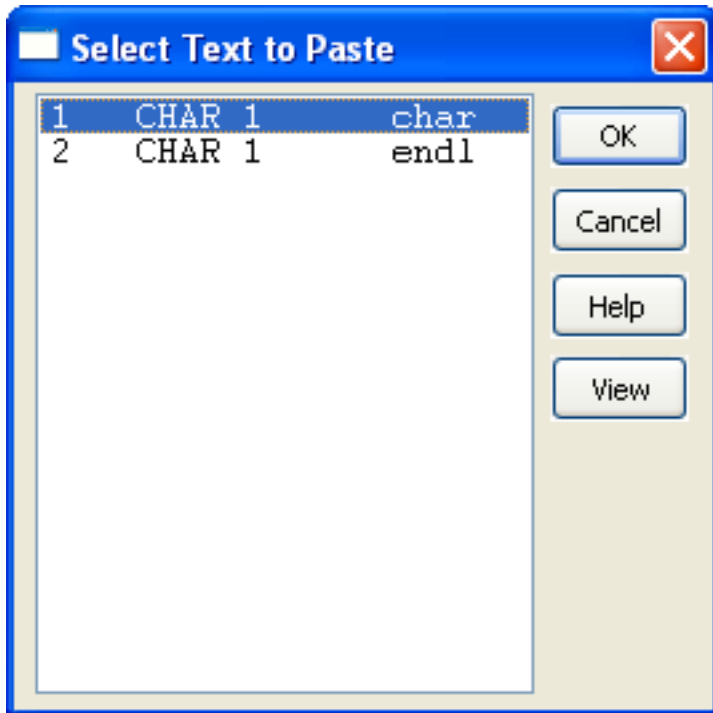 Select Text to Paste
1 CHAR 1 char
2 CHAR 1 endl
OK
Cancel
Help
View